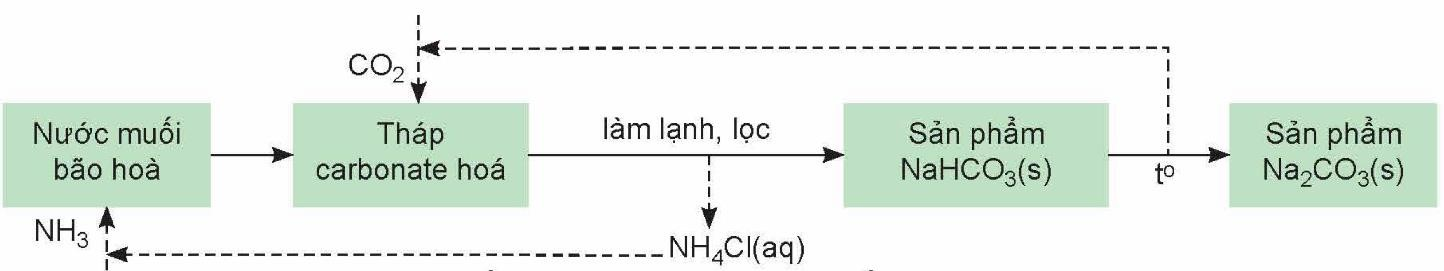 CO₂
Nước muối
bão hoà
Tháp
carbonate hoá
làm lạnh, lọc
Sản phẩm
NaHCO₃(s)
t⁰
Sản phẩm
Na₂CO₃(s)
NH₃
NH₄Cl(aq)